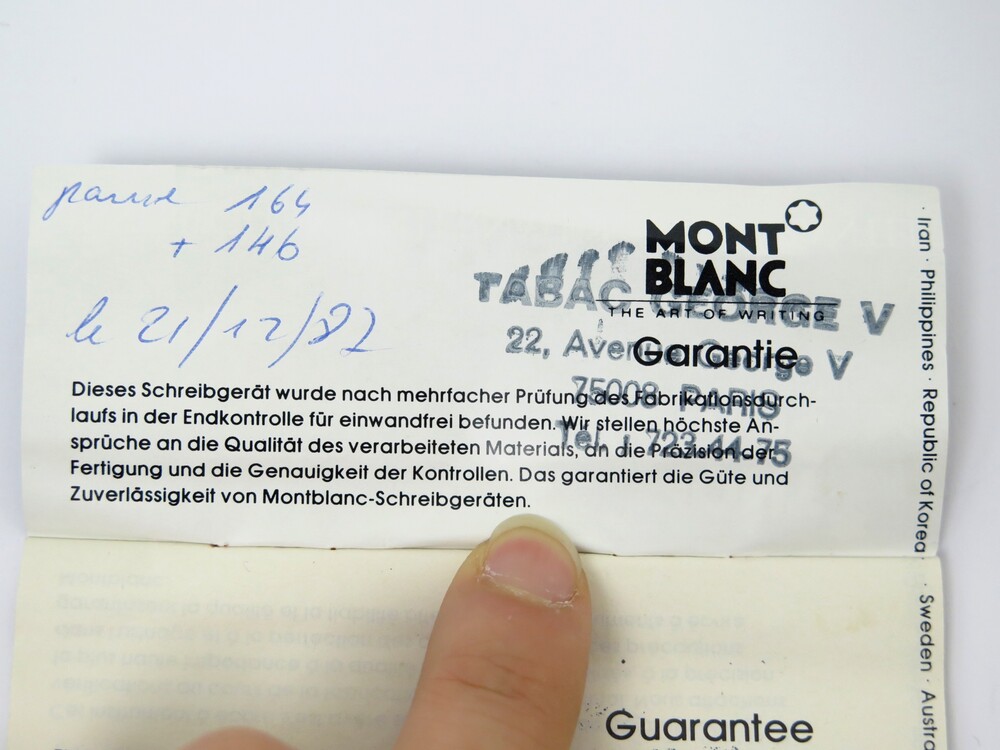 parure 164
+ 146
le 21/12/82
MONT
BLANC
THE ART OF WRITING
Garantie
TABAC GEORGE V
22, Avenue George V
75008 PARIS
Tel. : 723.44-75
Dieses Schreibgerät wurde nach mehrfacher Prüfung des Fabrikationsdurch-
laufs in der Endkontrolle für einwandfrei befunden. Wir stellen höchste An-
sprüche an die Qualität des verarbeiteten Materials, an die Präzision der
Fertigung und die Genauigkeit der Kontrollen. Das garantiert die Güte und
Zuverlässigkeit von Montblanc-Schreibgeräten.
Guarantee
· Iran · Philippines · Republic of Korea
· Sweden · Austra